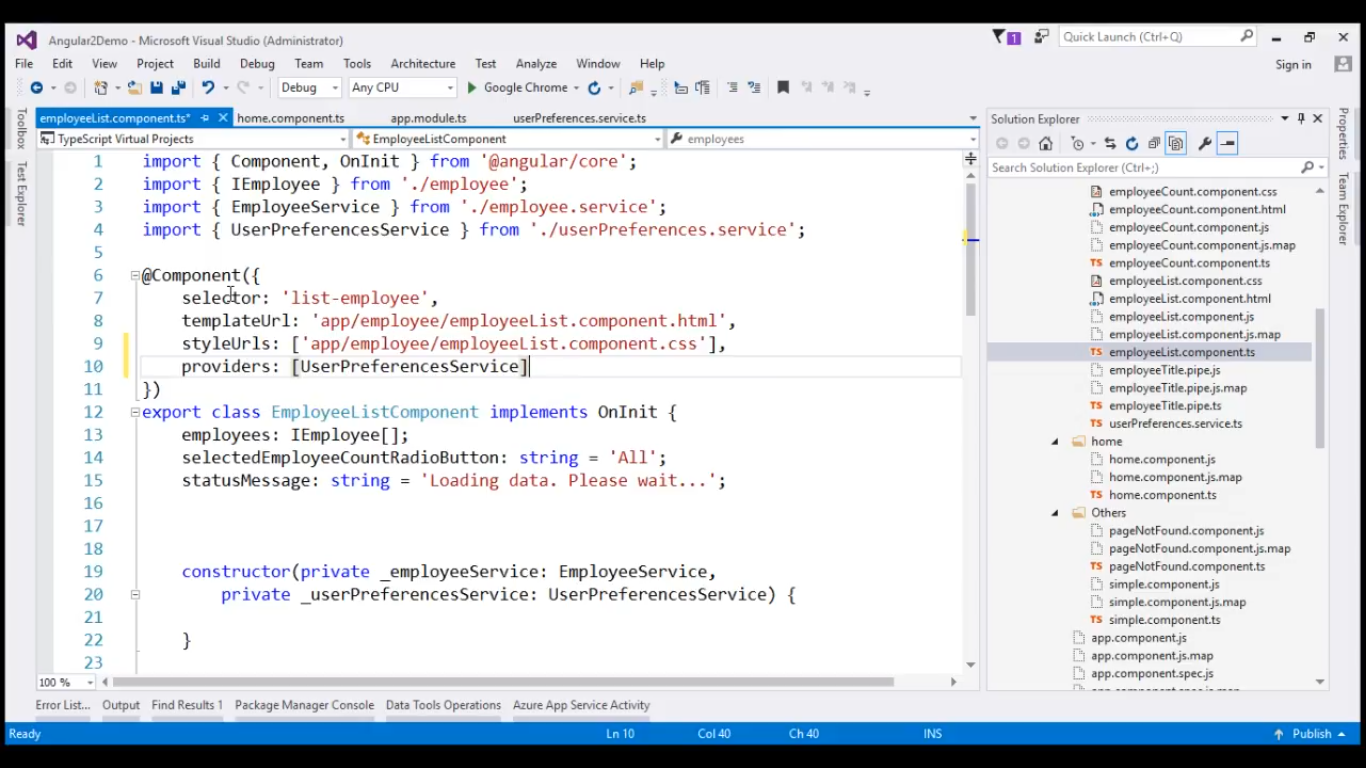 Angular2Demo - Microsoft Visual Studio (Administrator)
1
Quick Launch (Ctrl+Q)
File Edit View Project Build Debug Team Tools Architecture Test Analyze Window Help
Sign in
Debug Any CPU Google Chrome
employeeList.component.ts* home.component.ts app.module.ts userPreferences.service.ts
TypeScript Virtual Projects EmployeeListComponent employees
Toolbox
Test Explorer
1 import { Component, OnInit } from '@angular/core';
2 import { IEmployee } from './employee';
3 import { EmployeeService } from './employee.service';
4 import { UserPreferencesService } from './userPreferences.service';
5
6 @Component({
7 selector: 'list-employee',
8 templateUrl: 'app/employee/employeeList.component.html',
9 styleUrls: ['app/employee/employeeList.component.css'],
10 providers: [UserPreferencesService]
11 })
12 export class EmployeeListComponent implements OnInit {
13 employees: IEmployee[];
14 selectedEmployeeCountRadioButton: string = 'All';
15 statusMessage: string = 'Loading data. Please wait...';
16
17
18
19 constructor(private _employeeService: EmployeeService,
20 private _userPreferencesService: UserPreferencesService) {
21
22 }
23
100 %
Solution Explorer
Search Solution Explorer (Ctrl+;)
employeeCount.component.css
employeeCount.component.html
employeeCount.component.js
employeeCount.component.js.map
TS employeeCount.component.ts
employeeList.component.css
employeeList.component.html
employeeList.component.js
employeeList.component.js.map
TS employeeList.component.ts
employeeTitle.pipe.js
employeeTitle.pipe.js.map
TS employeeTitle.pipe.ts
TS userPreferences.service.ts
home
home.component.js
home.component.js.map
TS home.component.ts
Others
pageNotFound.component.js
pageNotFound.component.js.map
TS pageNotFound.component.ts
simple.component.js
simple.component.js.map
TS simple.component.ts
app.component.js
app.component.js.map
app.component.spec.js
Properties
Team Explorer
Error List... Output Find Results 1 Package Manager Console Data Tools Operations Azure App Service Activity
Ready Ln 10 Col 40 Ch 40 INS Publish